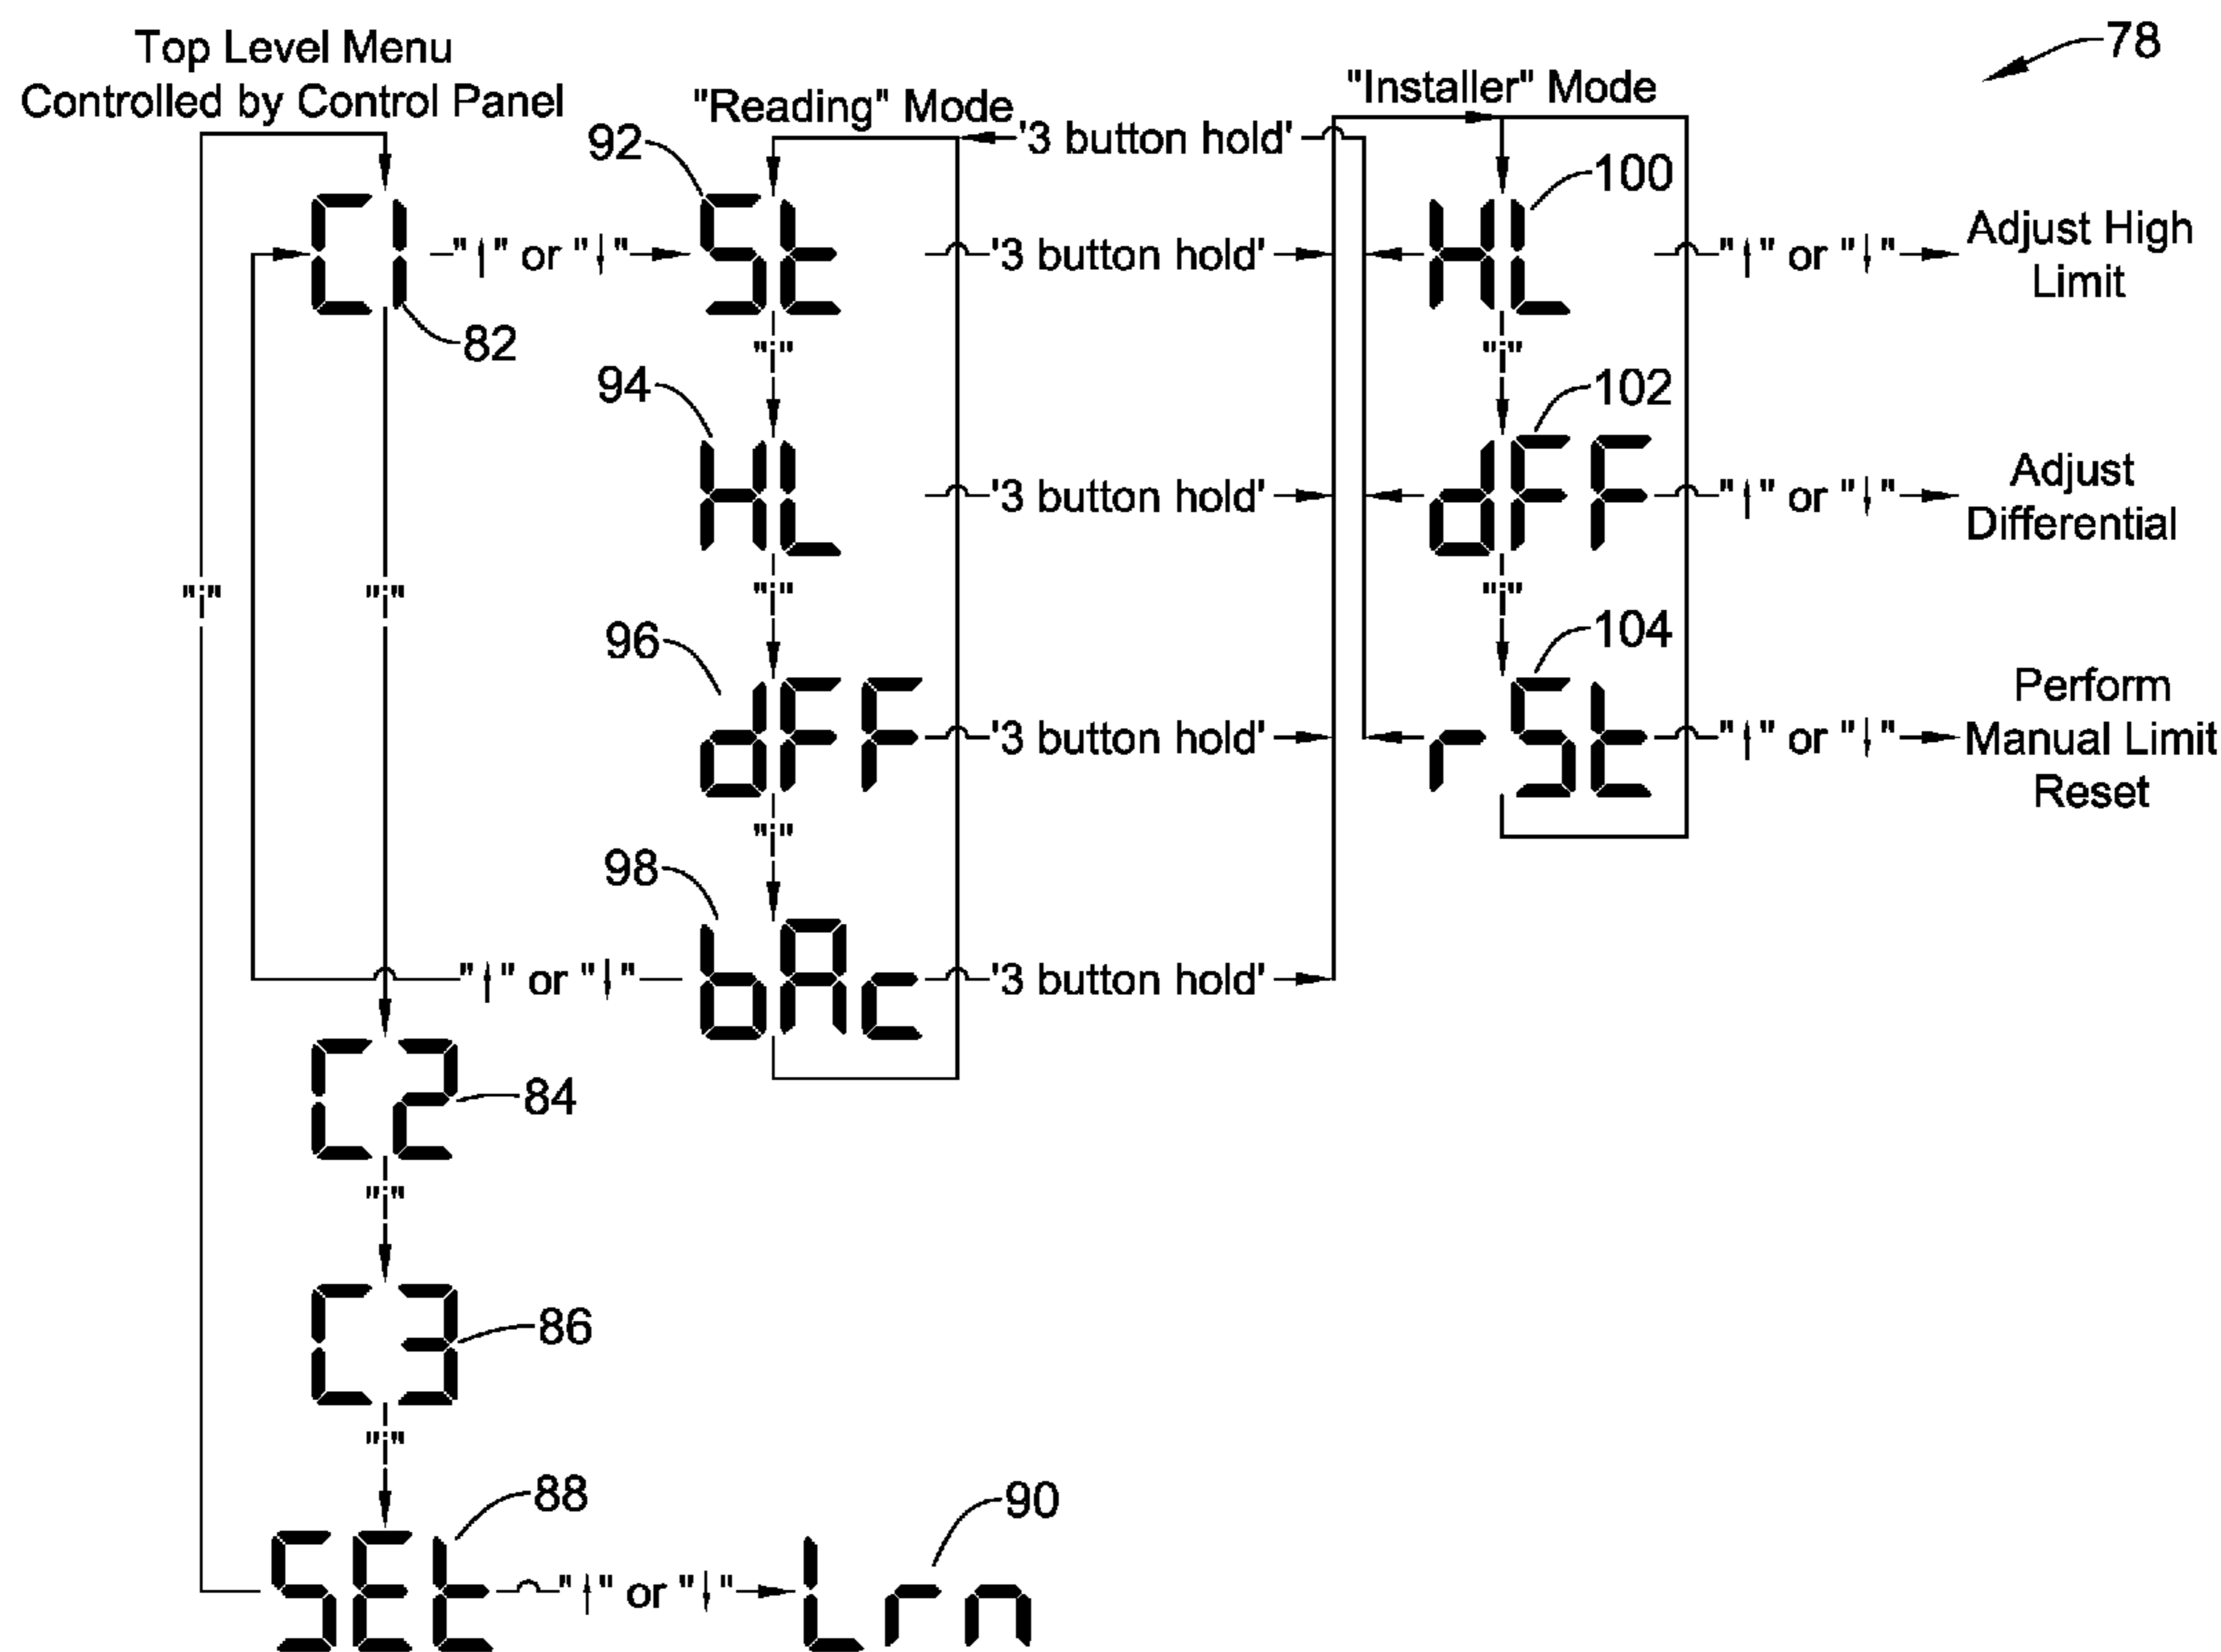 78
Top Level Menu
Controlled by Control Panel
"Reading" Mode
"Installer" Mode
92
'3 button hold'
100
C1
"↑" or "↓"
St
'3 button hold'
HL
"↑" or "↓"
Adjust High
Limit
82
"i"
"i"
94
102
HL
'3 button hold'
dFF
"↑" or "↓"
Adjust
Differential
"i"
"i"
"i"
"i"
96
104
dFF
'3 button hold'
rSt
"↑" or "↓"
Perform
Manual Limit
Reset
"i"
98
"↑" or "↓"
bAc
'3 button hold'
C2
84
"i"
C3
86
"i"
88
90
SEt
"↑" or "↓"
Lrn